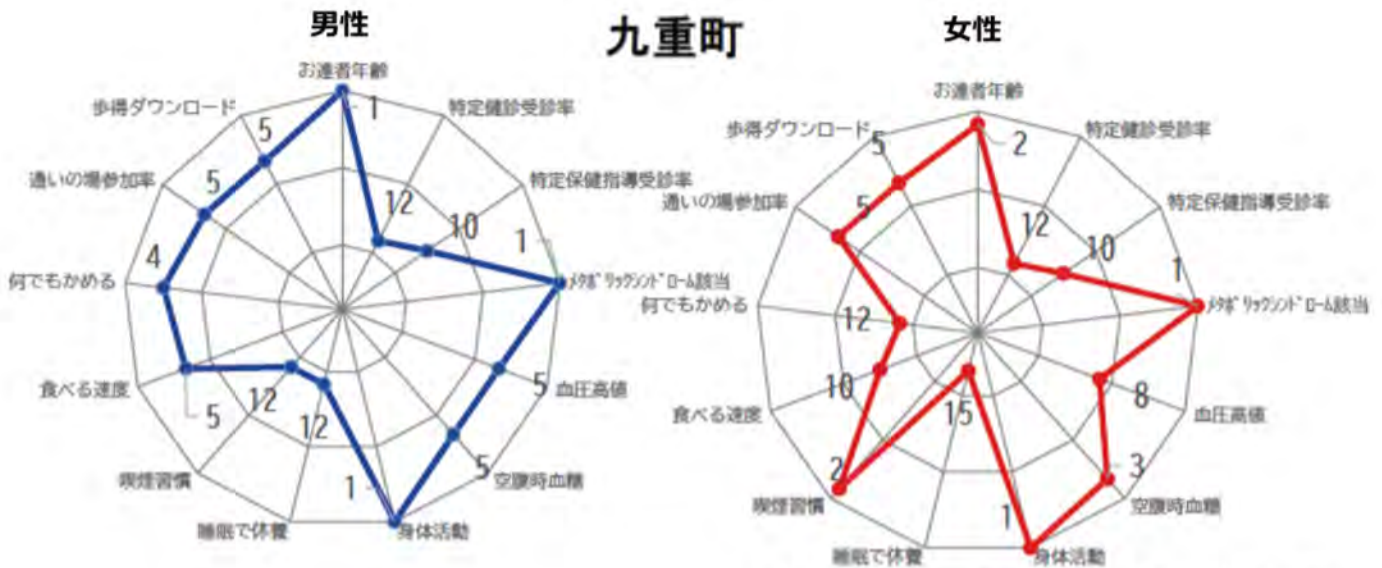 九重町
男性
お達者年齢
1
特定健診受診率
12
特定保健指導受診率
10
ﾒﾀﾎﾞﾘｯｸｼﾝﾄﾞﾛｰﾑ該当
1
血圧高値
5
空腹時血糖
5
身体活動
1
睡眠で休養
12
喫煙習慣
12
食べる速度
5
何でもかめる
4
通いの場参加率
5
歩得ダウンロード
5
女性
お達者年齢
2
特定健診受診率
12
特定保健指導受診率
10
ﾒﾀﾎﾞﾘｯｸｼﾝﾄﾞﾛｰﾑ該当
1
血圧高値
8
空腹時血糖
3
身体活動
1
睡眠で休養
15
喫煙習慣
2
食べる速度
10
何でもかめる
12
通いの場参加率
5
歩得ダウンロード
5